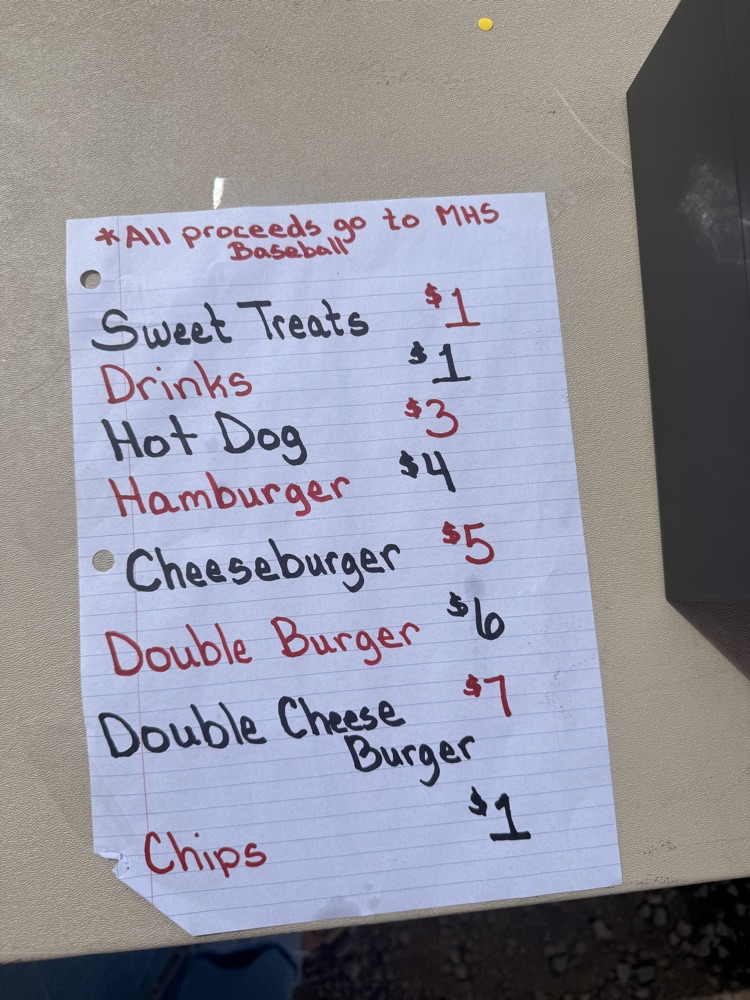 *All proceeds go to MHS
Baseball
Sweet Treats $1
Drinks $1
Hot Dog $3
Hamburger $4
Cheeseburger $5
Double Burger $6
Double Cheese $7
Burger
Chips $1